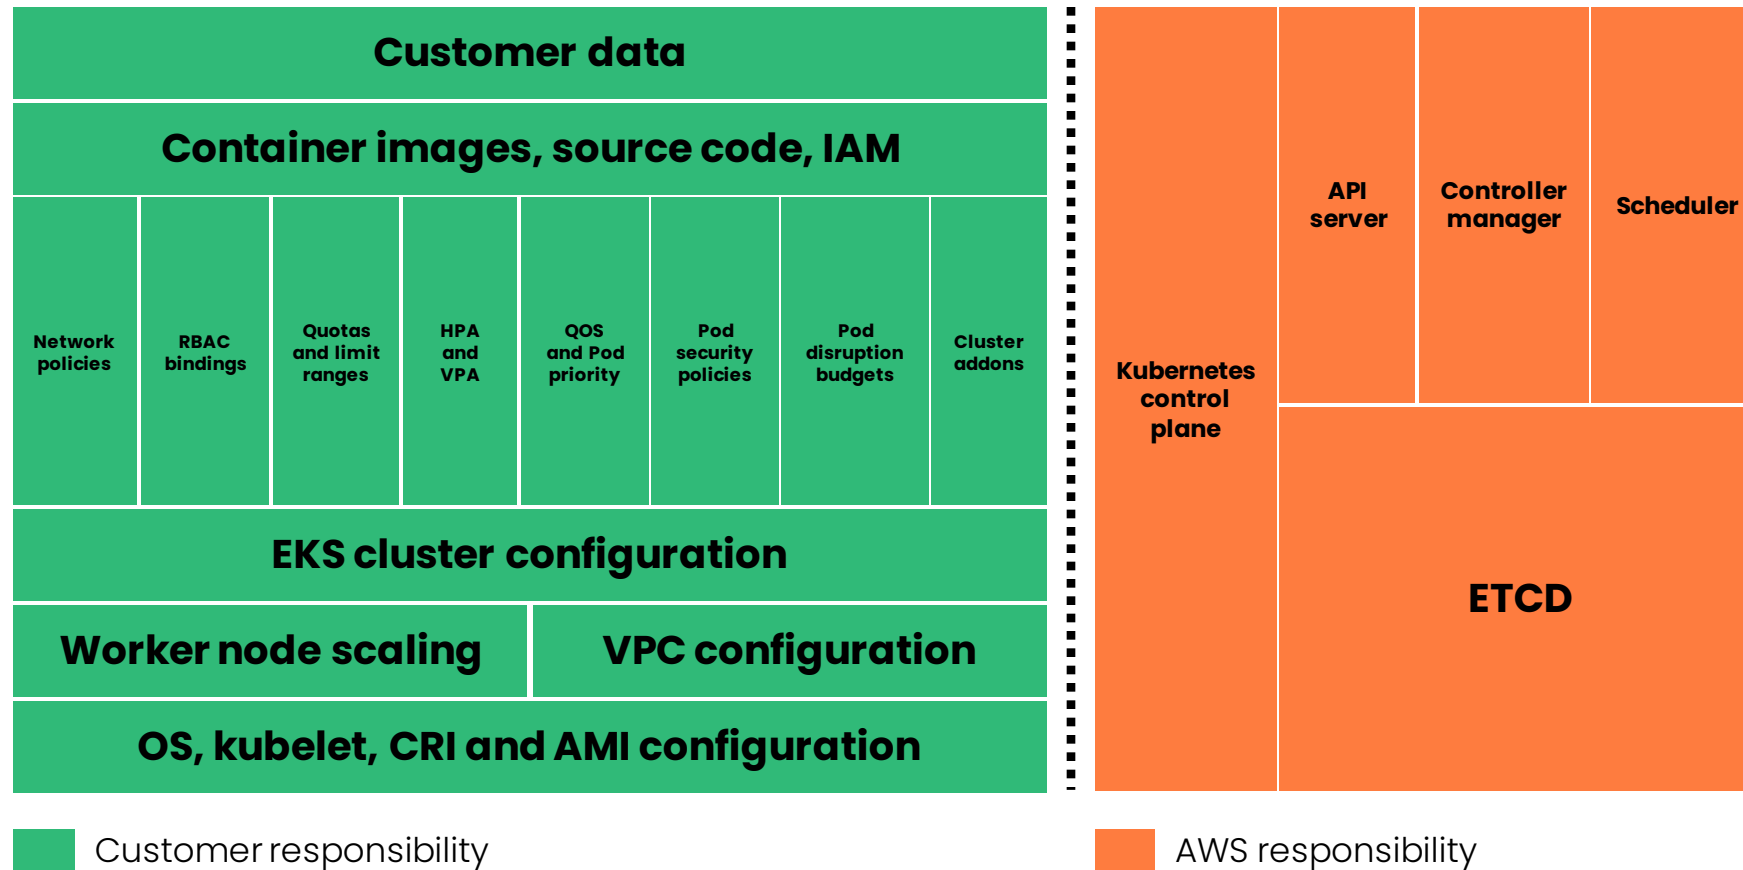 Customer data
Container images, source code, IAM
Network
policies
RBAC
bindings
Quotas
and limit
ranges
HPA
and
VPA
QOS
and Pod
priority
Pod
security
policies
Pod
disruption
budgets
Cluster
addons
EKS cluster configuration
Worker node scaling
VPC configuration
OS, kubelet, CRI and AMI configuration
Kubernetes
control
plane
API
server
Controller
manager
Scheduler
ETCD
Customer responsibility
AWS responsibility